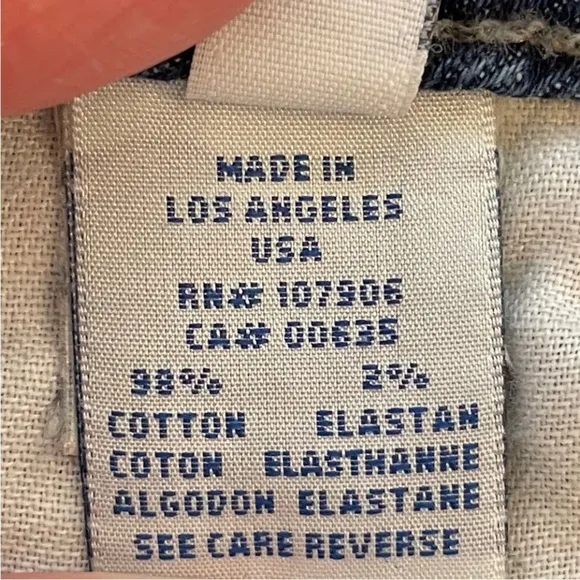 MADE IN
LOS ANGELES
USA
RN# 107906
CA# 00635
98% 2%
COTTON ELASTAN
COTON ELASTHANNE
ALGODON ELASTANE
SEE CARE REVERSE